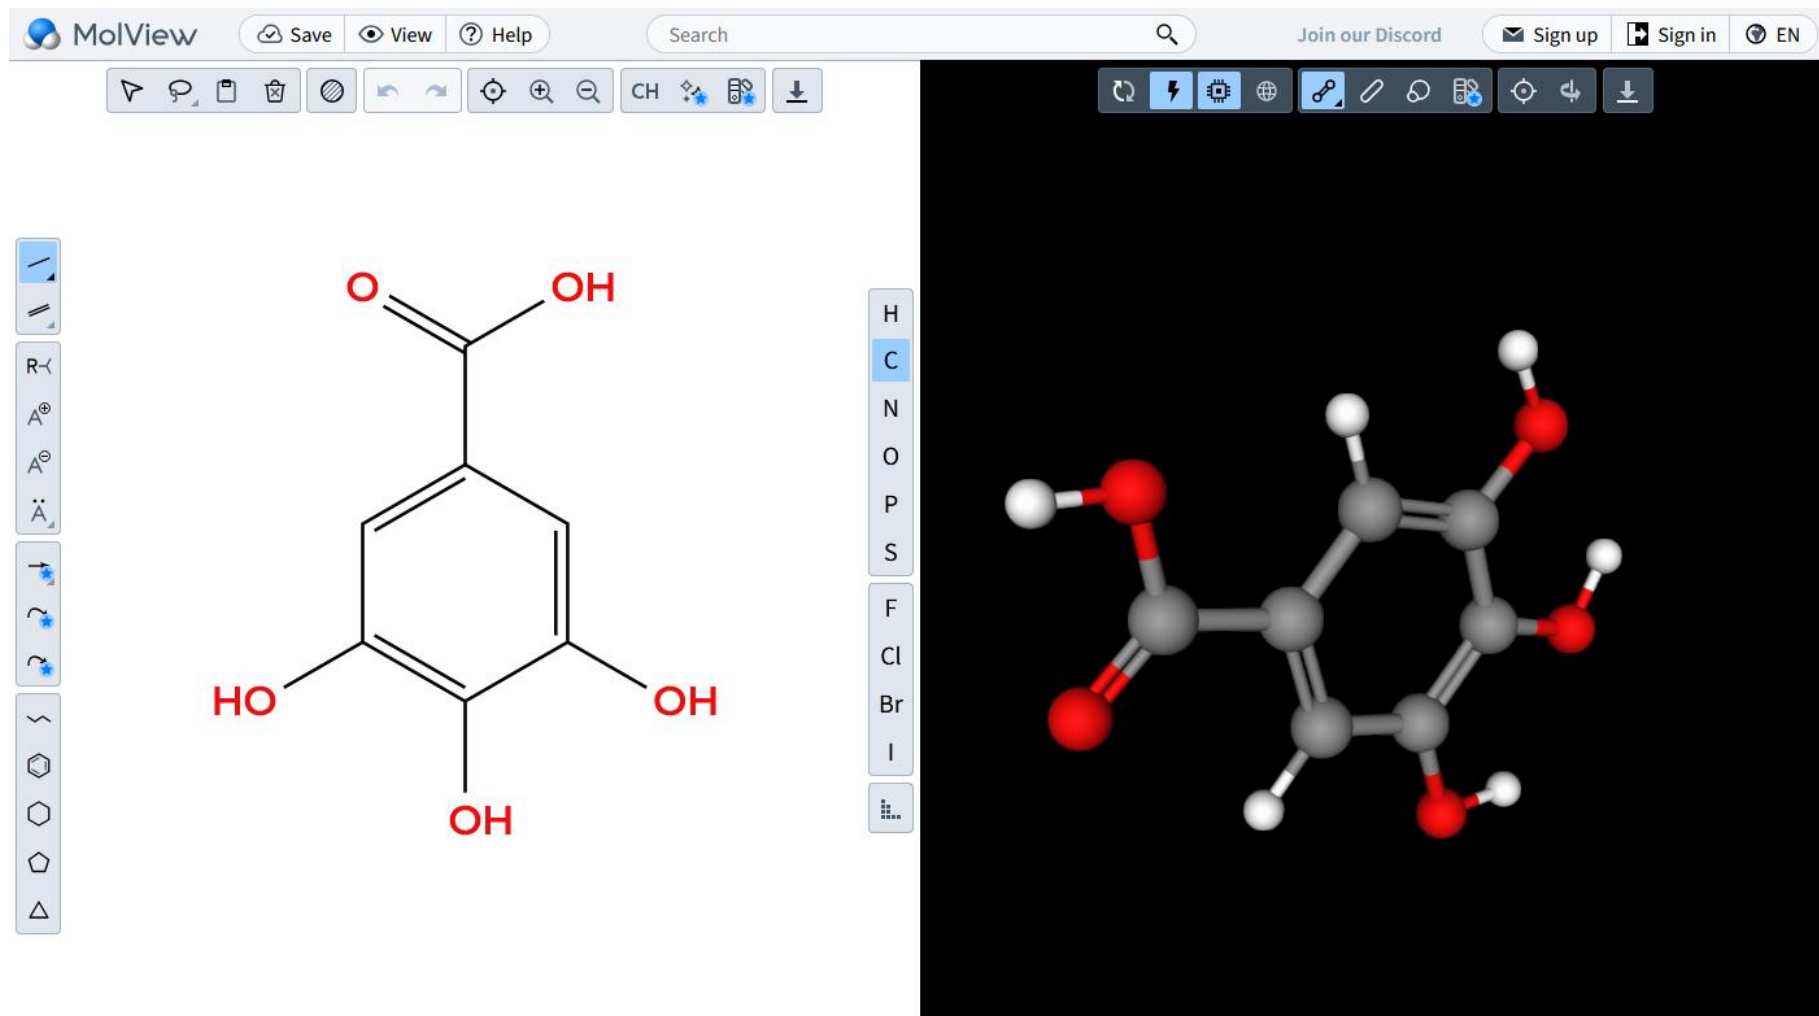 MolView Save View Help Search Join our Discord Sign up Sign in EN
CH
H
C
N
O
P
S
F
Cl
Br
I
R
A⊕
A⊖
Ä
O OH
HO OH
OH